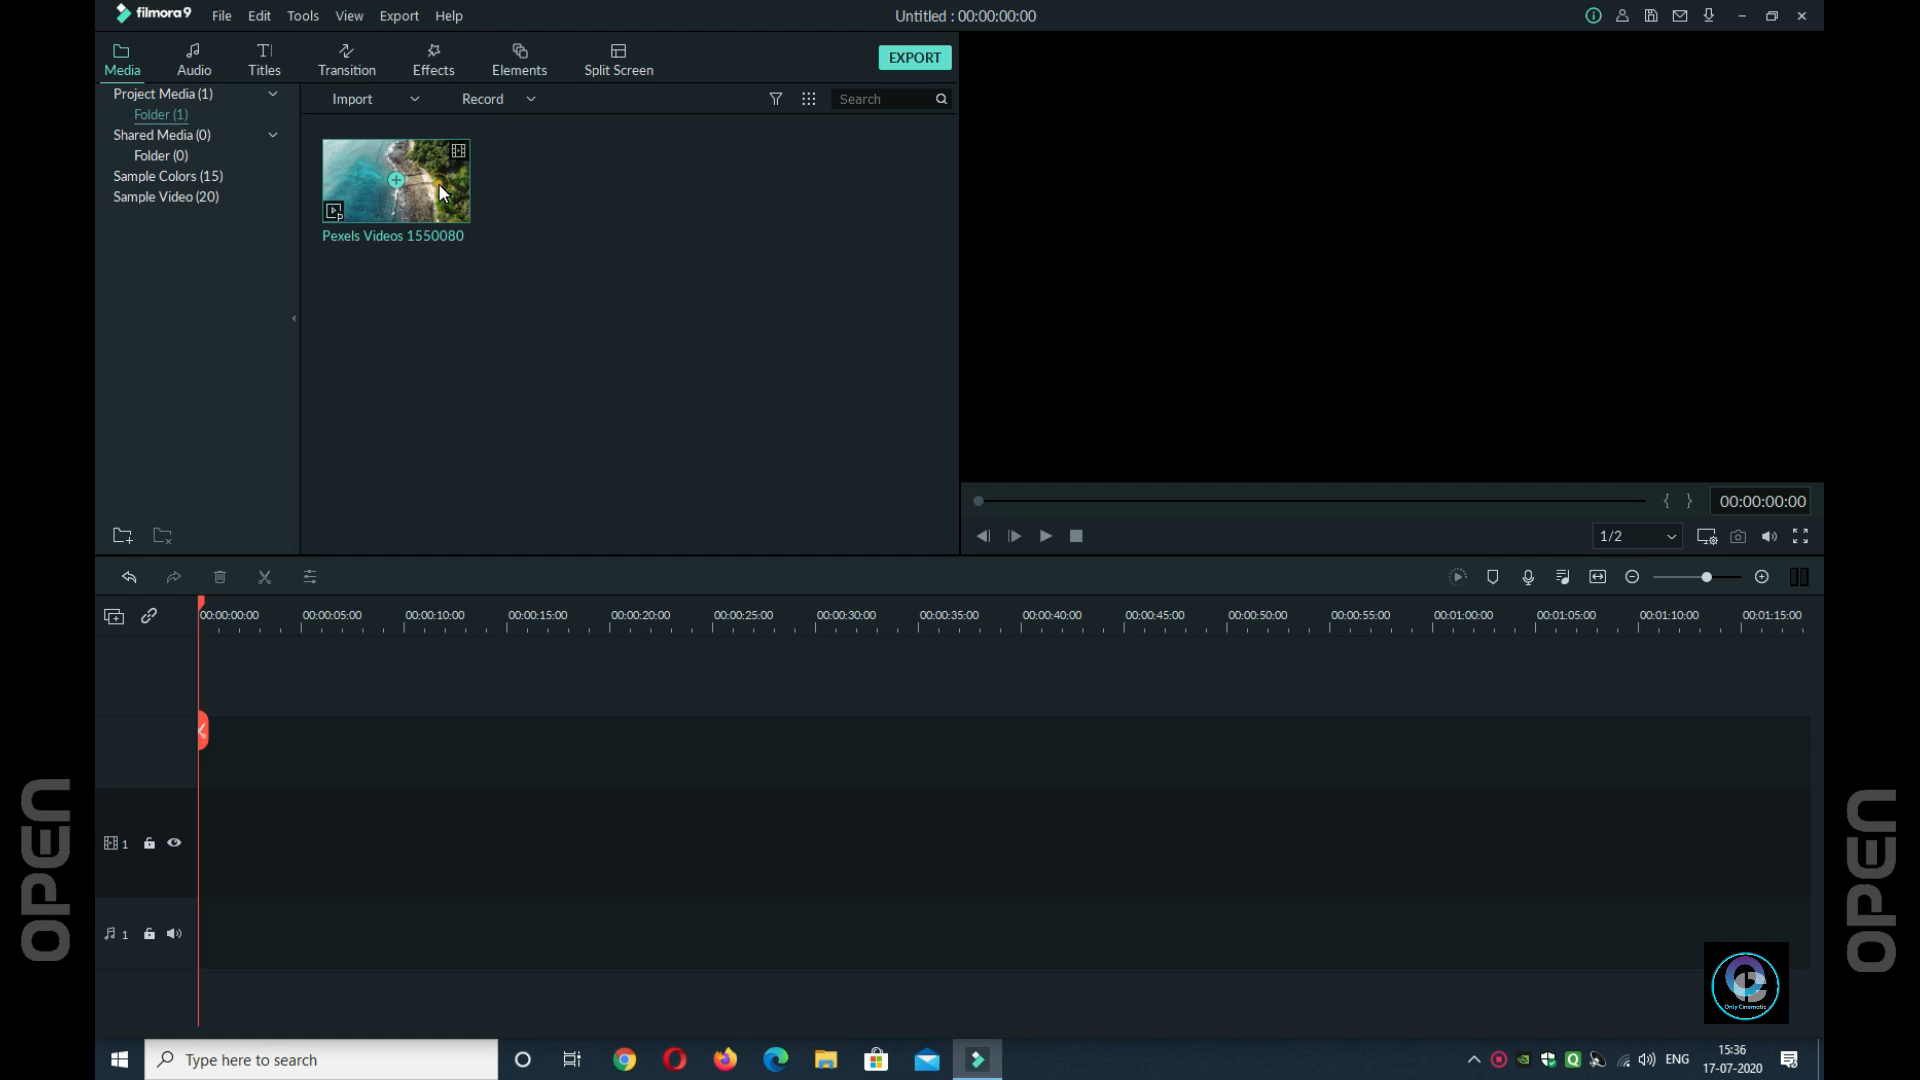 filmora9 File Edit Tools View Export Help
Untitled : 00:00:00:00
Media Audio Titles Transition Effects Elements Split Screen
EXPORT
Project Media (1)
Folder (1)
Shared Media (0)
Folder (0)
Sample Colors (15)
Sample Video (20)
Import Record Search
Pexels Videos 1550080
{ } 00:00:00:00
1/2
00:00:00:00 00:00:05:00 00:00:10:00 00:00:15:00 00:00:20:00 00:00:25:00 00:00:30:00 00:00:35:00 00:00:40:00 00:00:45:00 00:00:50:00 00:00:55:00 00:01:00:00 00:01:05:00 00:01:10:00 00:01:15:00
1
1
OPEN
OPEN
Only Cinematic
Type here to search
ENG
15:36
17-07-2020